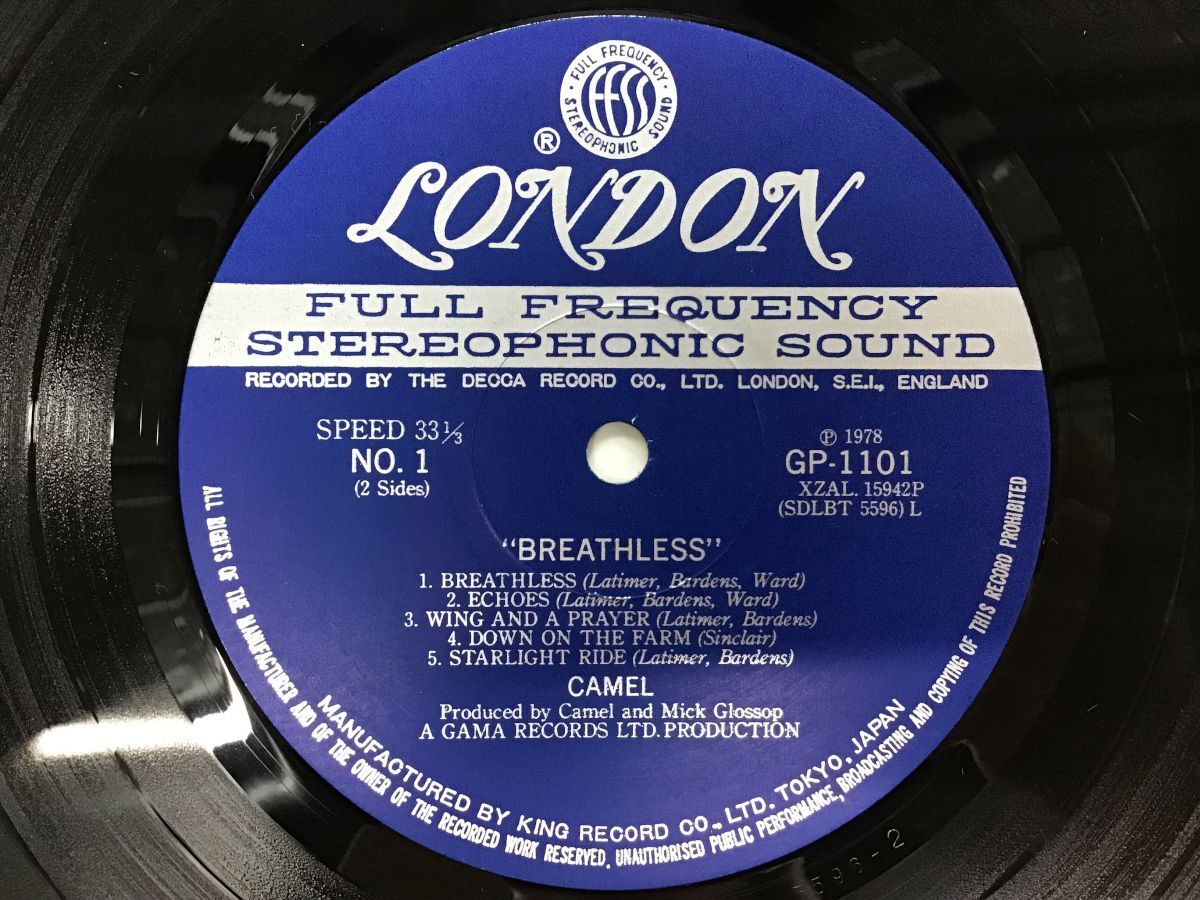 · FULL FREQUENCY ·
FFSS
STEREOPHONIC SOUND
®
LONDON
FULL FREQUENCY
STEREOPHONIC SOUND
RECORDED BY THE DECCA RECORD CO., LTD. LONDON, S.E.I., ENGLAND
SPEED 33⅓
NO. 1
(2 Sides)
℗ 1978
GP-1101
XZAL. 15942P
(SDLBT 5596) L
“BREATHLESS”
1. BREATHLESS (Latimer, Bardens, Ward)
2. ECHOES (Latimer, Bardens, Ward)
3. WING AND A PRAYER (Latimer, Bardens)
4. DOWN ON THE FARM (Sinclair)
5. STARLIGHT RIDE (Latimer, Bardens)
CAMEL
Produced by Camel and Mick Glossop
A GAMA RECORDS LTD. PRODUCTION
MANUFACTURED BY KING RECORD CO., LTD. TOKYO, JAPAN
ALL RIGHTS OF THE MANUFACTURER AND OF THE OWNER OF THE RECORDED WORK RESERVED, UNAUTHORISED PUBLIC PERFORMANCE, BROADCASTING AND COPYING OF THIS RECORD PROHIBITED
596-2